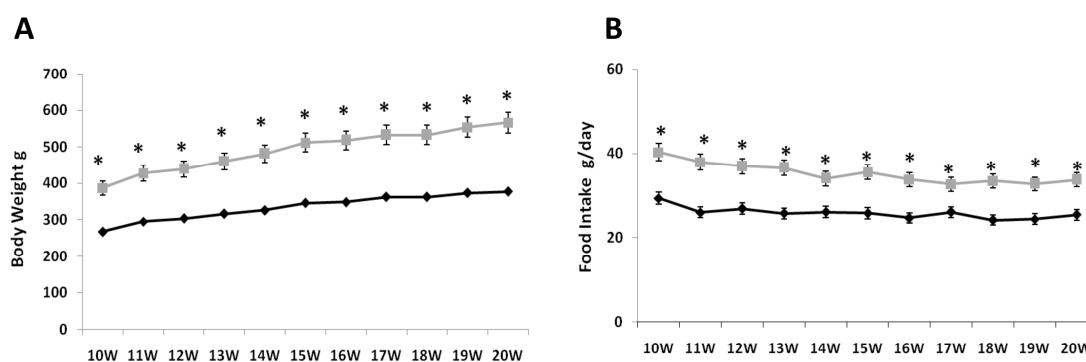 A
Body Weight g
700
600
500
400
300
200
100
0
* * * * * * * * * * *
10W 11W 12W 13W 14W 15W 16W 17W 18W 19W 20W
B
Food Intake g/day
60
40
20
0
* * * * * * * * * * *
10W 11W 12W 13W 14W 15W 16W 17W 18W 19W 20W